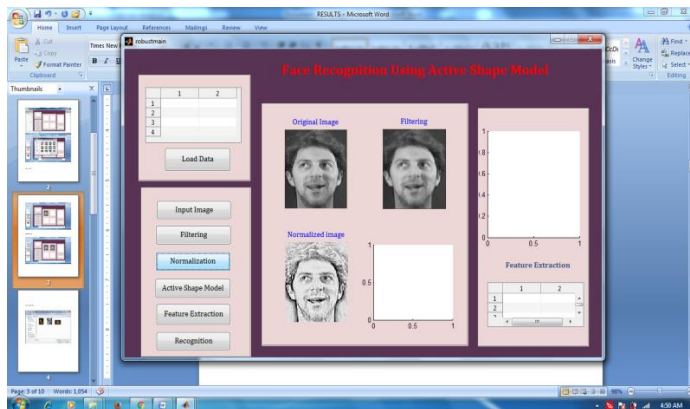 RESULTS - Microsoft Word
Home Insert Page Layout References Mailings Review View
Cut
Copy
Paste
Format Painter
Clipboard
Times New
B I
Change Styles
Find
Replace
Select
Editing
Thumbnails
robustmain
Face Recognition Using Active Shape Model
1 2
1
2
3
4
Load Data
Input Image
Filtering
Normalization
Active Shape Model
Feature Extraction
Recognition
Original Image
Filtering
Normalized image
1
0.5
0
0 0.5 1
1
0 0.5 1
Feature Extraction
1 2
1
2
2
3
4
Page: 3 of 10 Words: 1,054
98%
4:50 AM